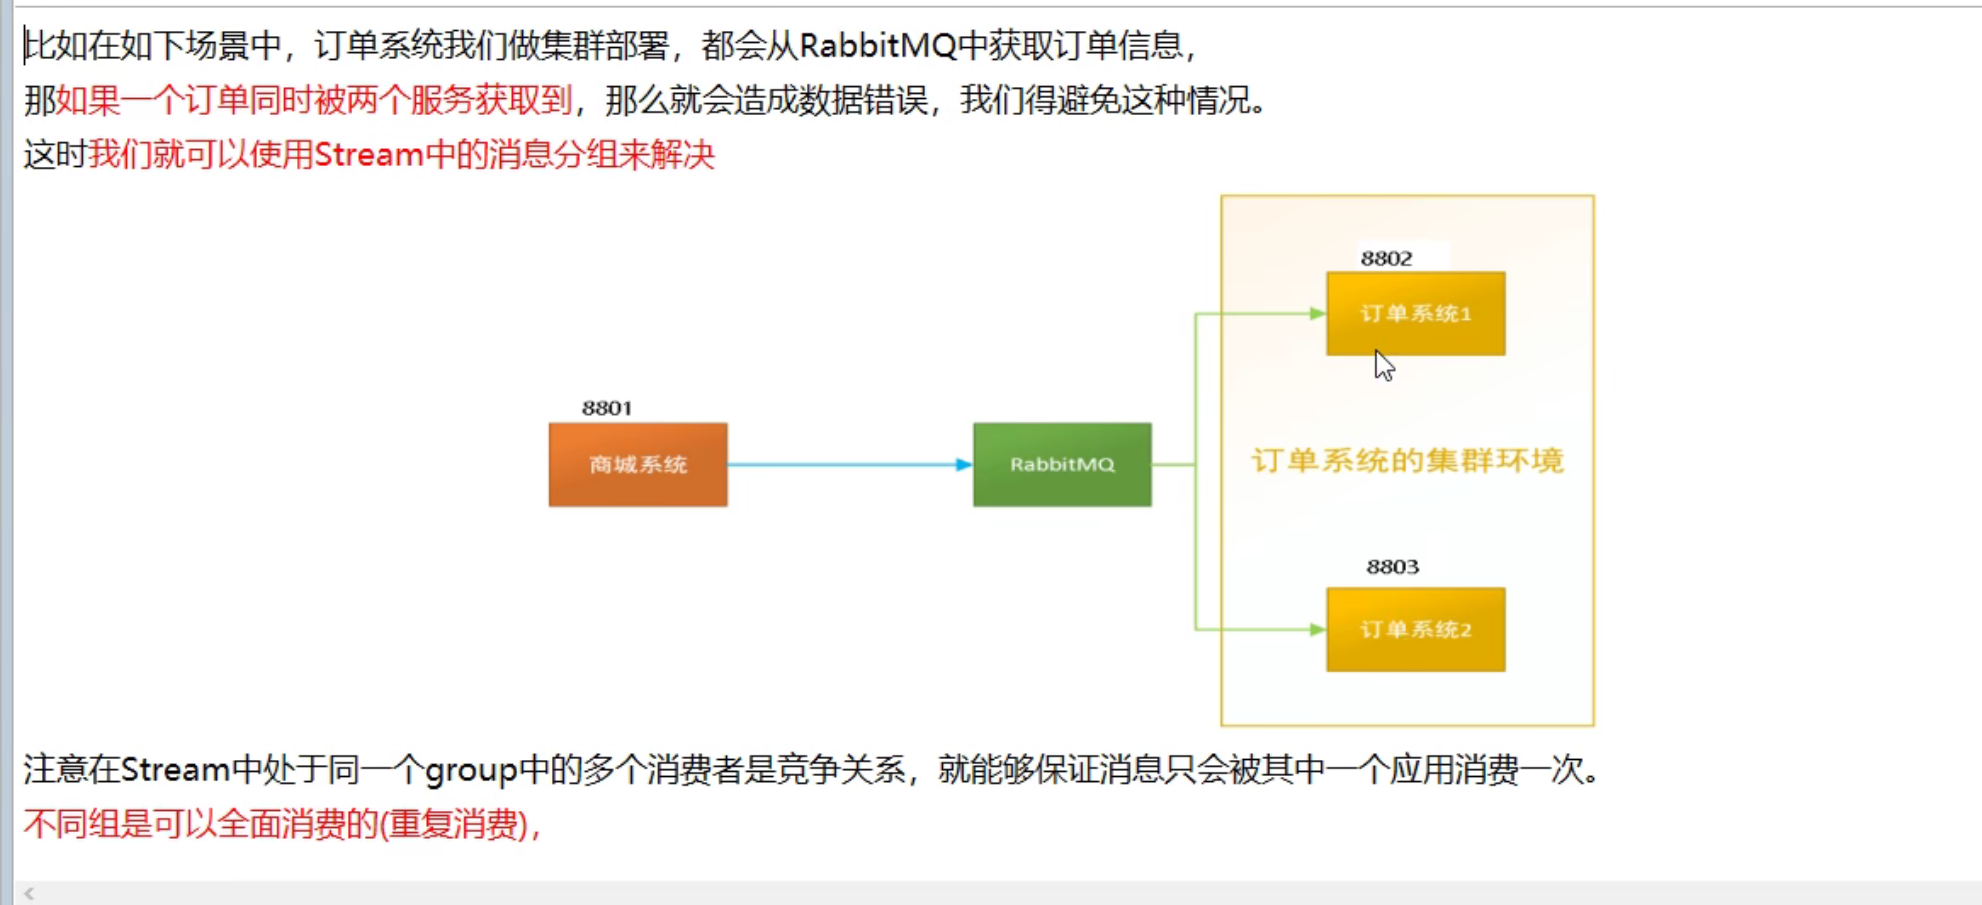 比如在如下场景中，订单系统我们做集群部署，都会从RabbitMQ中获取订单信息，
那如果一个订单同时被两个服务获取到，那么就会造成数据错误，我们得避免这种情况。
这时我们就可以使用Stream中的消息分组来解决
8802
订单系统1
8801
商城系统
RabbitMQ
订单系统的集群环境
8803
订单系统2
注意在Stream中处于同一个group中的多个消费者是竞争关系，就能够保证消息只会被其中一个应用消费一次。
不同组是可以全面消费的(重复消费)，